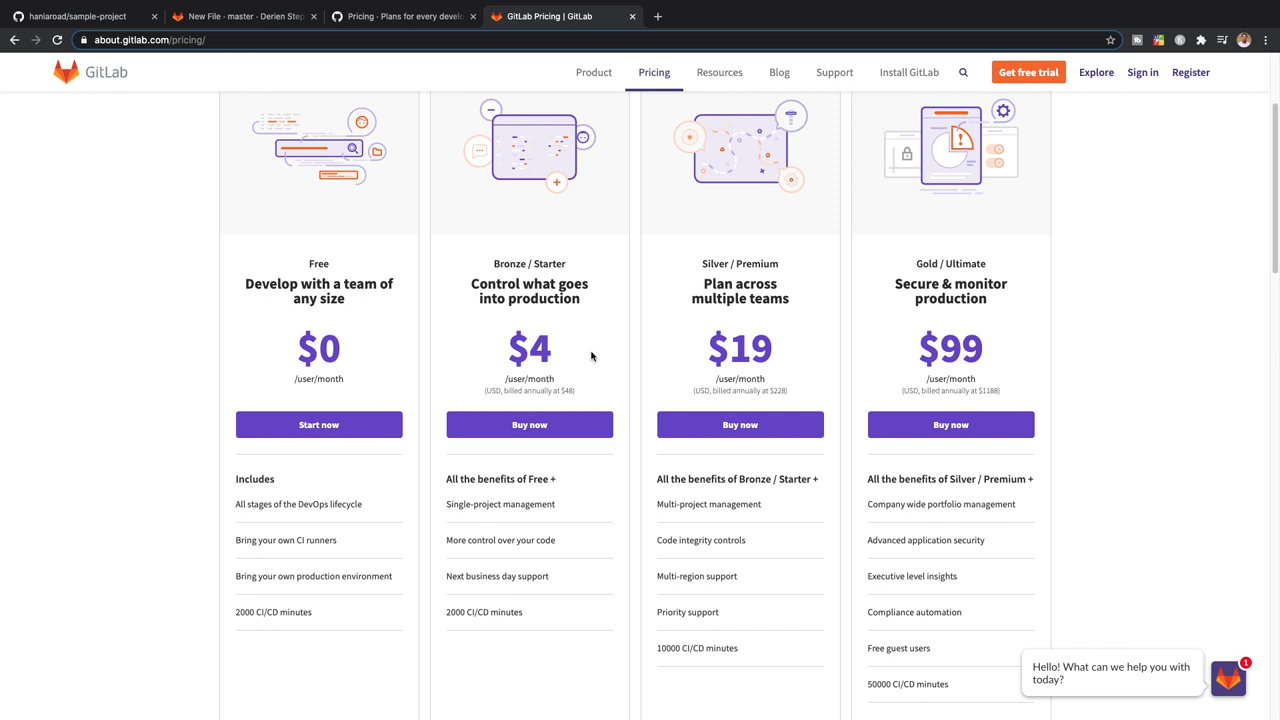 haniaroad/sample-project
New File · master · Derien Step
Pricing · Plans for every develo
GitLab Pricing | GitLab
about.gitlab.com/pricing/
GitLab
Product
Pricing
Resources
Blog
Support
Install GitLab
Get free trial
Explore
Sign in
Register
Free
Develop with a team of
any size
$0
/user/month
Start now
Includes
All stages of the DevOps lifecycle
Bring your own CI runners
Bring your own production environment
2000 CI/CD minutes
Bronze / Starter
Control what goes
into production
$4
/user/month
(USD, billed annually at $48)
Buy now
All the benefits of Free +
Single-project management
More control over your code
Next business day support
2000 CI/CD minutes
Silver / Premium
Plan across
multiple teams
$19
/user/month
(USD, billed annually at $228)
Buy now
All the benefits of Bronze / Starter +
Multi-project management
Code integrity controls
Multi-region support
Priority support
10000 CI/CD minutes
Gold / Ultimate
Secure & monitor
production
$99
/user/month
(USD, billed annually at $1188)
Buy now
All the benefits of Silver / Premium +
Company wide portfolio management
Advanced application security
Executive level insights
Compliance automation
Free guest users
50000 CI/CD minutes
Hello! What can we help you with
today?
1